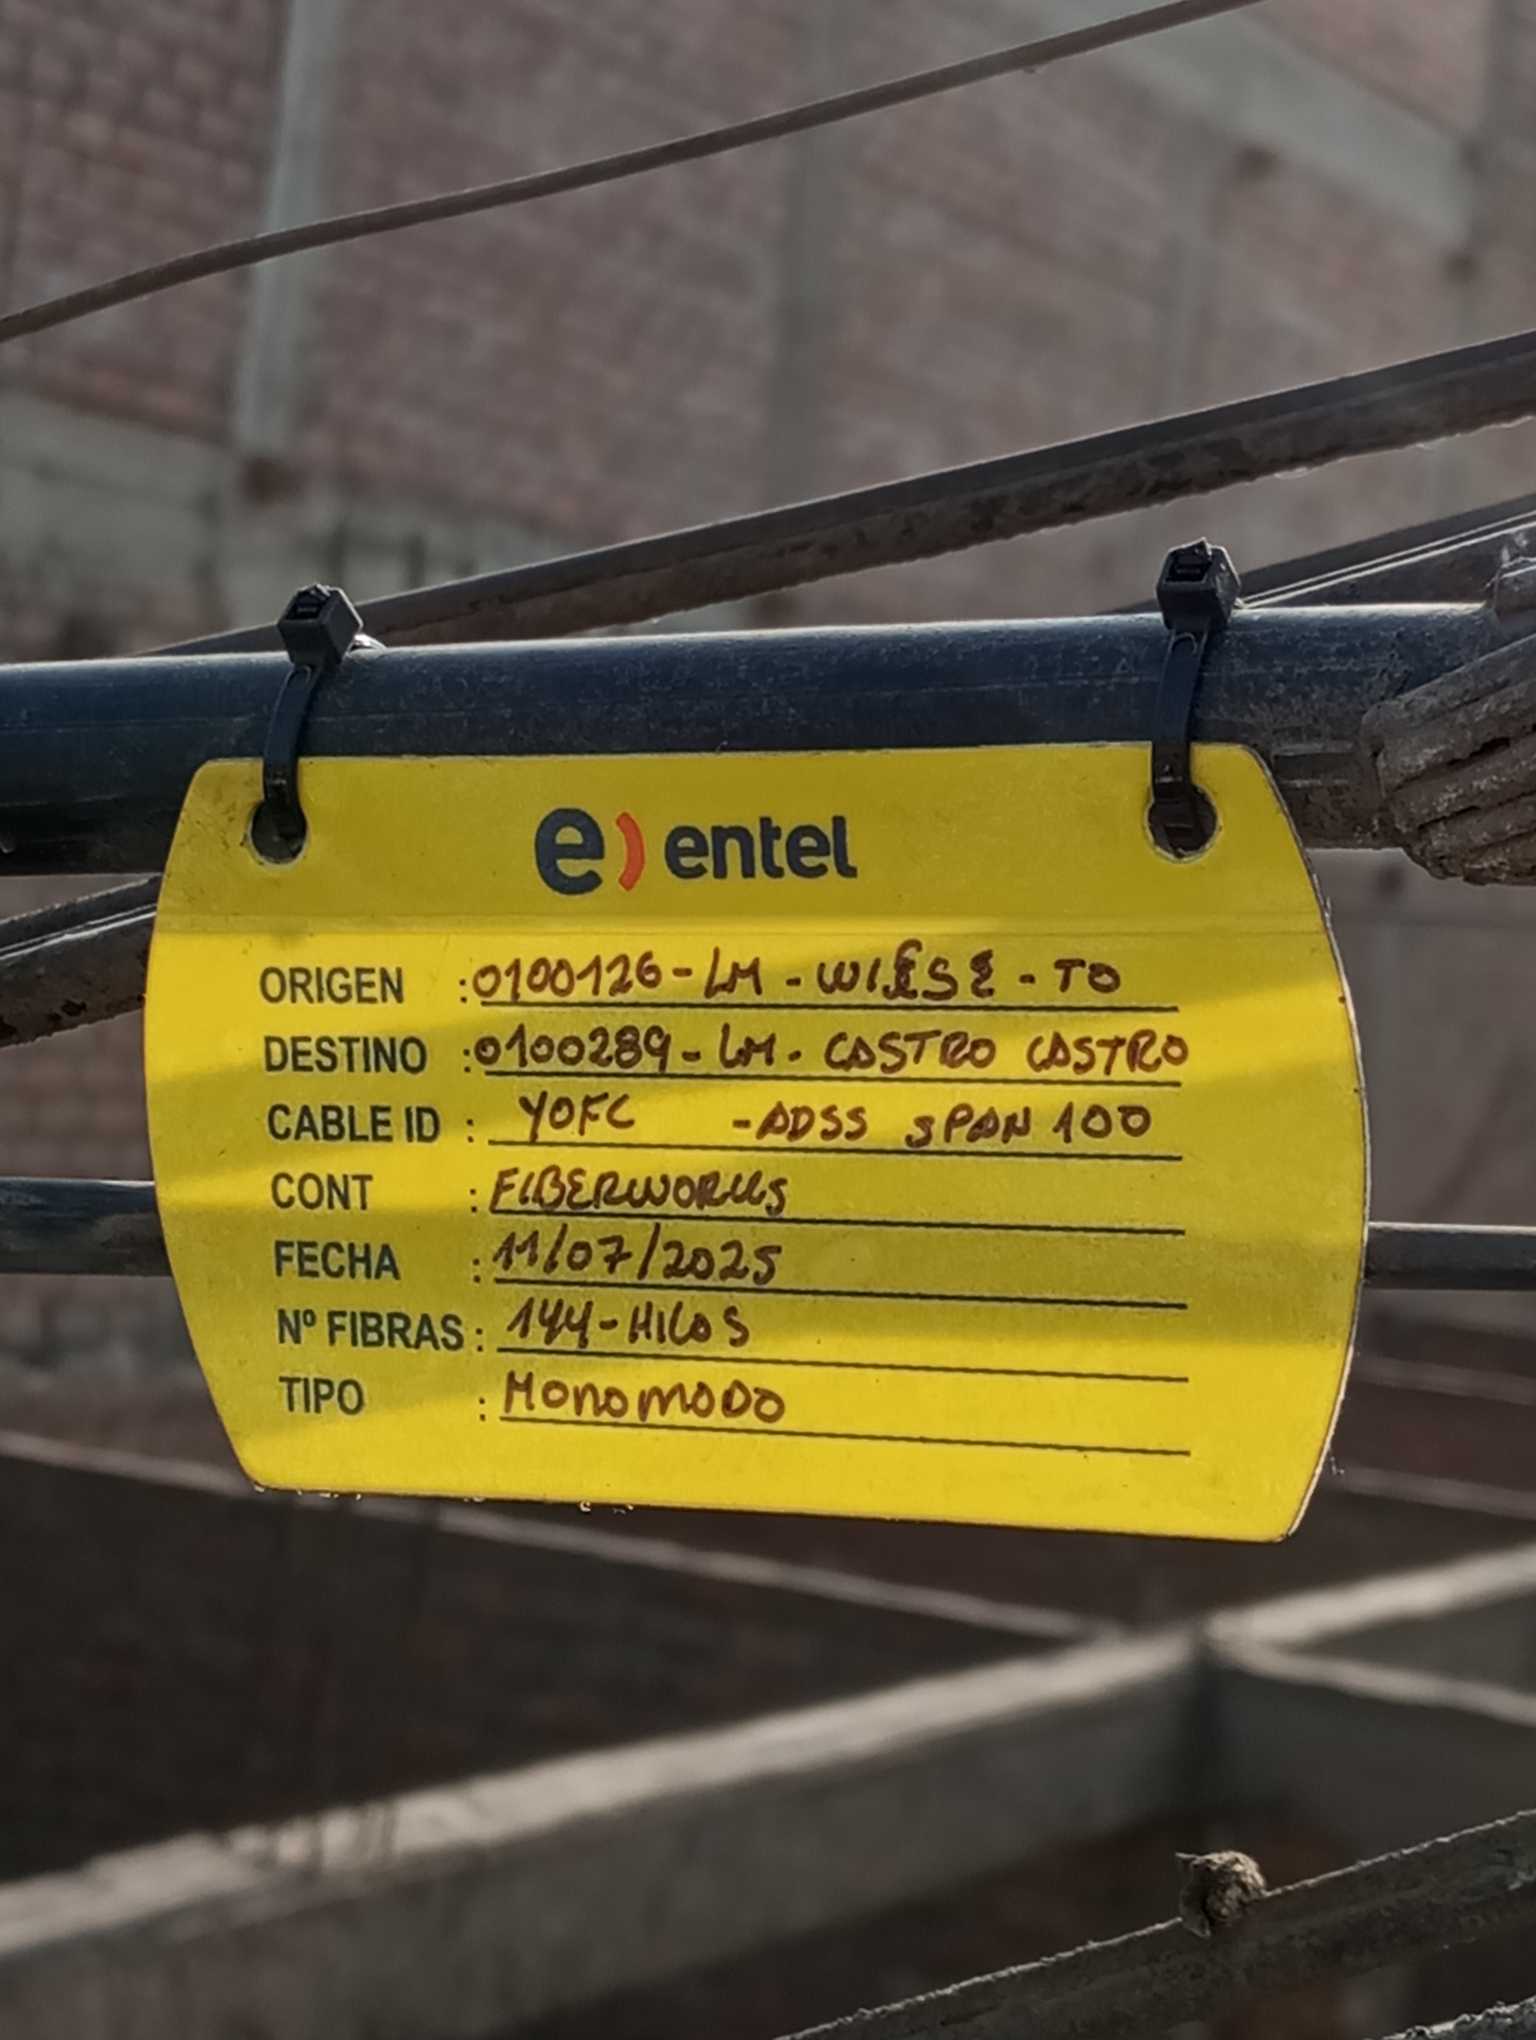 e) entel
ORIGEN : 0100126-LM-WIESE-TO
DESTINO : 0100289-LM. CASTRO CASTRO
CABLE ID : YOFC -ADSS SPAN 100
CONT : FIBERWORKS
FECHA : 11/07/2025
Nº FIBRAS : 144-HILOS
TIPO : MONOMODO